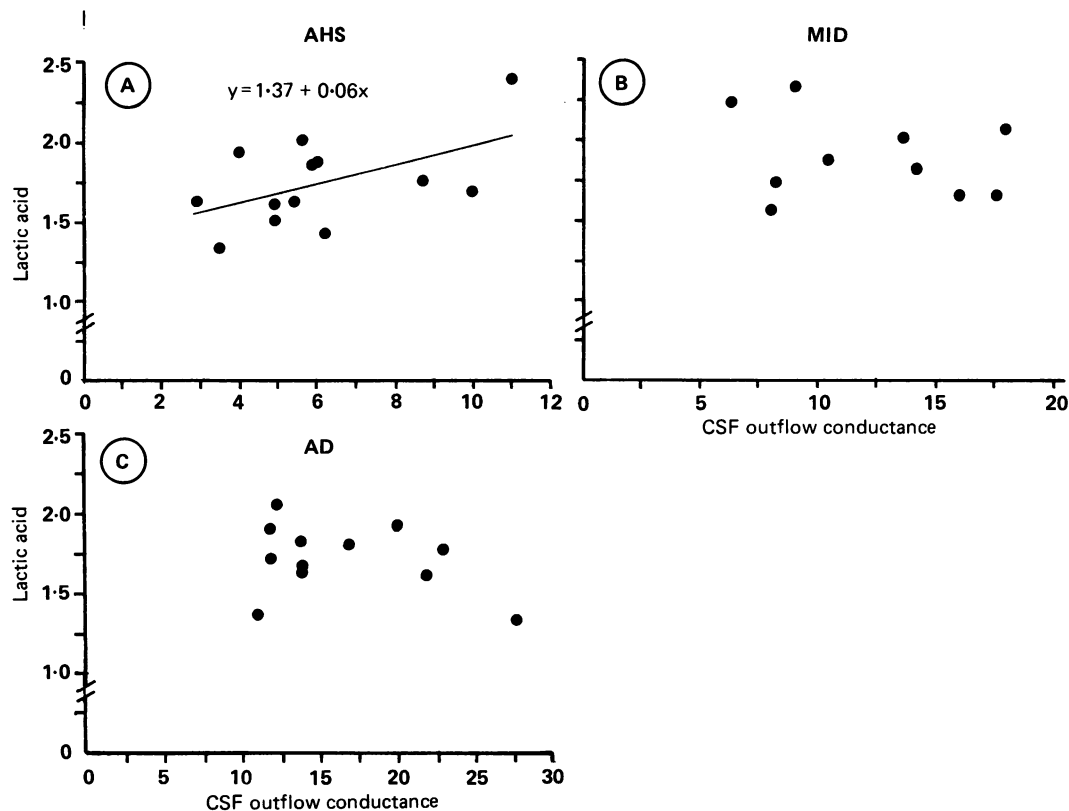 AHS
A
y = 1·37 + 0·06x
Lactic acid
2·5
2·0
1·5
1·0
0
0 2 4 6 8 10 12
MID
B
0 5 10 15 20
CSF outflow conductance
AD
C
Lactic acid
2·5
2·0
1·5
1·0
0
0 5 10 15 20 25 30
CSF outflow conductance